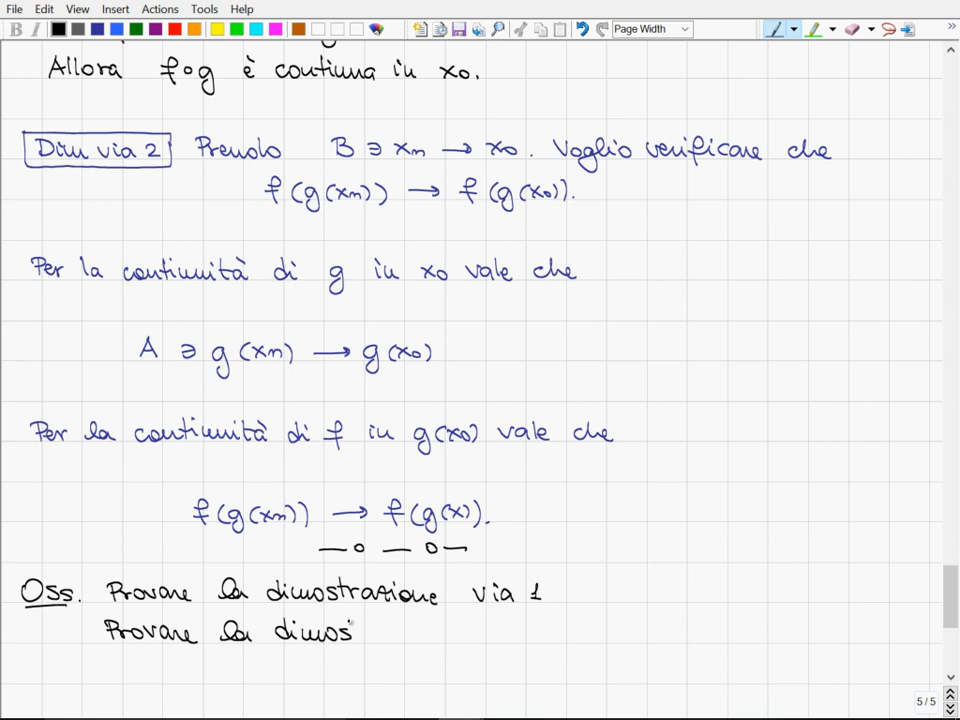 File Edit View Insert Actions Tools Help
B I Page Width
Allora f∘g è continua in x0.
Dim via 2 Prendo B ∋ xn → x0. Voglio verificare che
f(g(xn)) → f(g(x0)).
Per la continuità di g in x0 vale che
A ∋ g(xn) → g(x0)
Per la continuità di f in g(x0) vale che
f(g(xn)) → f(g(x)).
Oss. Provare la dimostrazione via 1
Provare la dimos
5 / 5